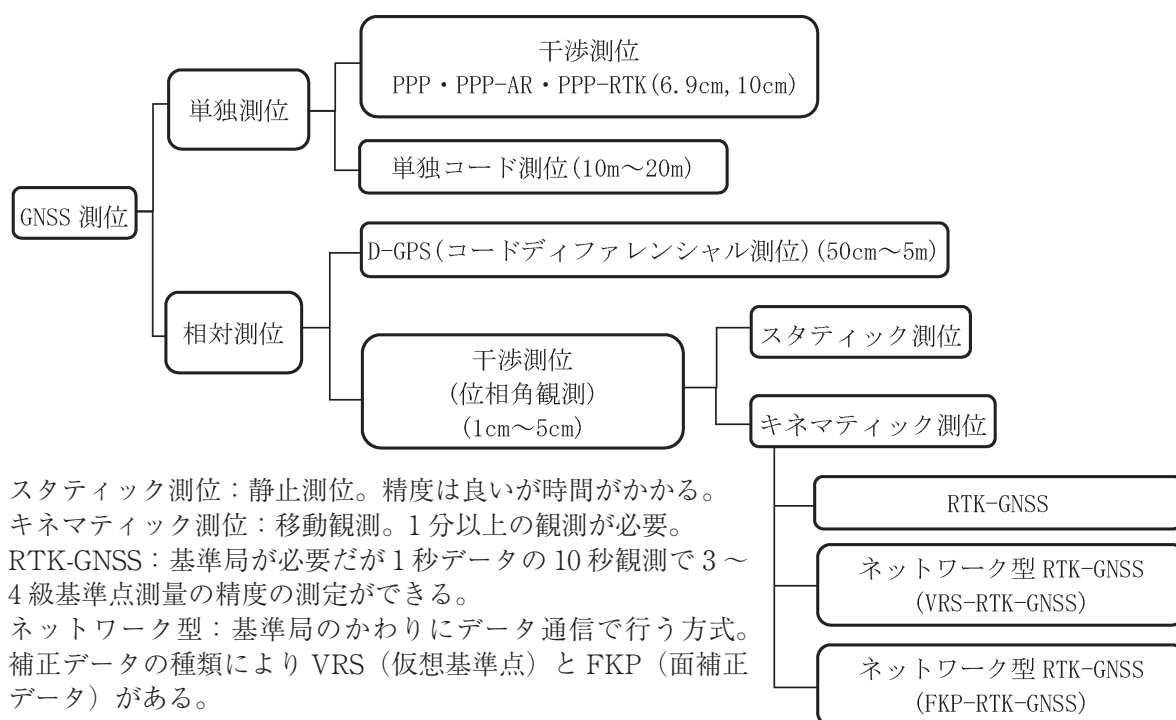 干渉測位
PPP・PPP-AR・PPP-RTK(6.9cm,10cm)
単独測位
単独コード測位(10m～20m)
GNSS 測位
D-GPS(コードディファレンシャル測位)(50cm～5m)
相対測位
スタティック測位
干渉測位
(位相角観測)
(1cm～5cm)
キネマティック測位
スタティック測位：静止測位。精度は良いが時間がかかる。
キネマティック測位：移動観測。1 分以上の観測が必要。
RTK-GNSS：基準局が必要だが 1 秒データの 10 秒観測で 3～
4 級基準点測量の精度の測定ができる。
ネットワーク型：基準局のかわりにデータ通信で行う方式。
補正データの種類により VRS（仮想基準点）と FKP（面補正
データ）がある。
RTK-GNSS
ネットワーク型 RTK-GNSS
(VRS-RTK-GNSS)
ネットワーク型 RTK-GNSS
(FKP-RTK-GNSS)